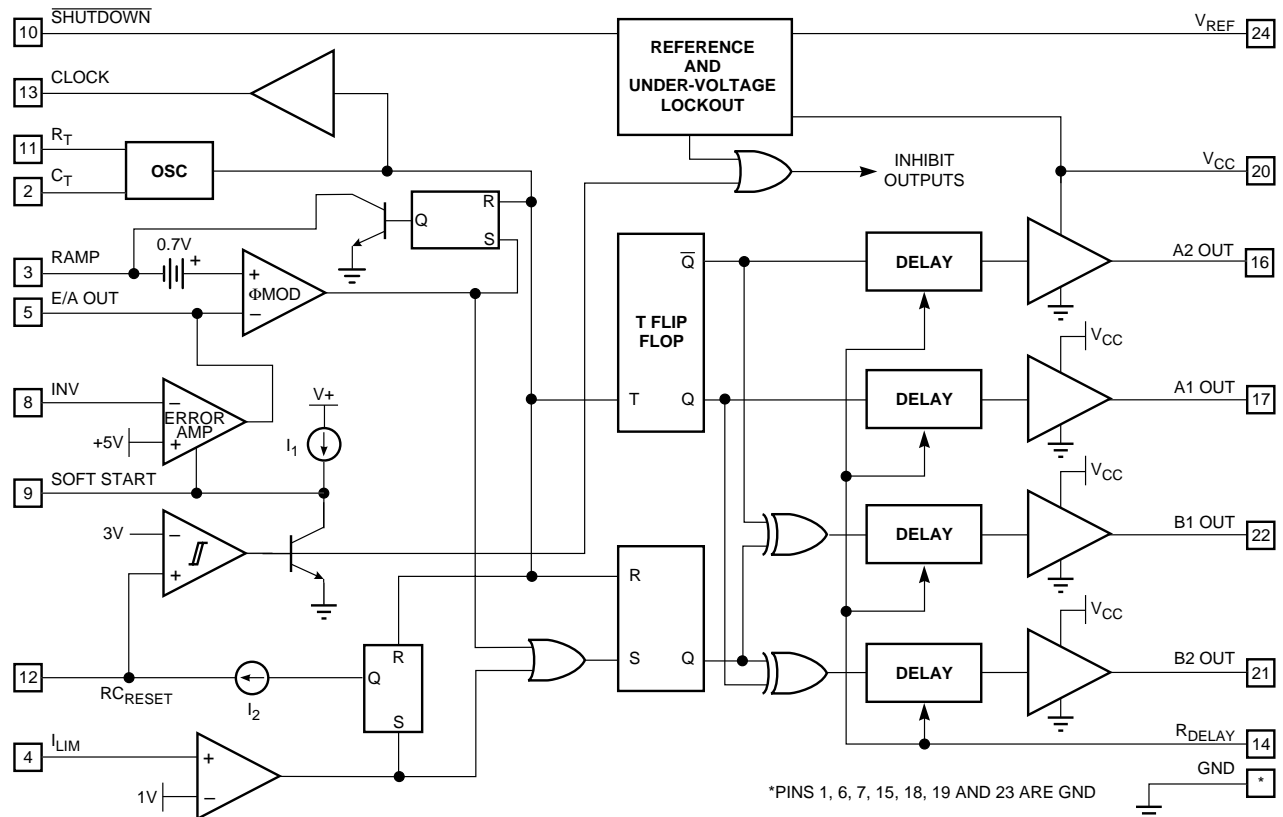 10 SHUTDOWN
13 CLOCK
11 RT
2 CT
OSC
REFERENCE
AND
UNDER-VOLTAGE
LOCKOUT
VREF 24
VCC 20
INHIBIT
OUTPUTS
R
Q
S
3 RAMP
0.7V
+
5 E/A OUT
+
ΦMOD
−
Q̅
T FLIP
FLOP
T Q
DELAY
A2 OUT 16
VCC
DELAY
A1 OUT 17
8 INV
−
ERROR
AMP
+
+5V
V+
I1
9 SOFT START
3V
−
+
VCC
DELAY
B1 OUT 22
R
S
Q
VCC
DELAY
B2 OUT 21
12
RCRESET
I2
R
Q
S
4 ILIM
+
1V
−
RDELAY 14
GND *
*PINS 1, 6, 7, 15, 18, 19 AND 23 ARE GND